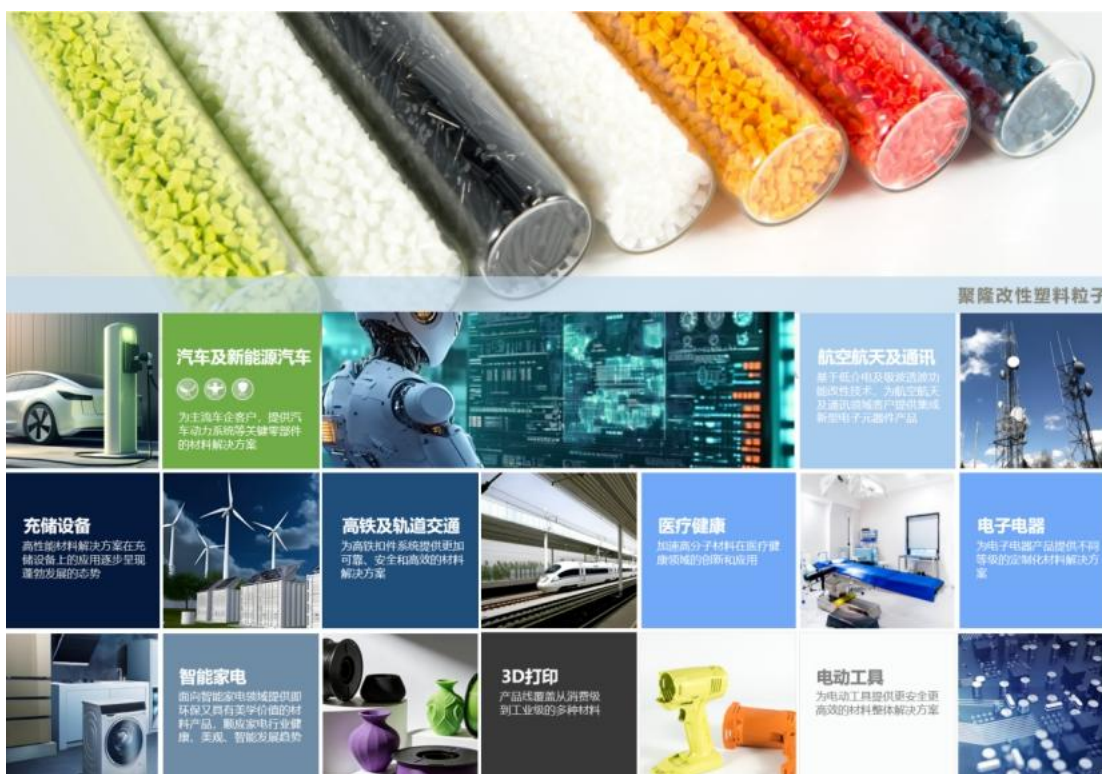 聚隆改性塑料粒子
汽车及新能源汽车
为主流车企客户，提供汽
车动力系统等关键零部件
的材料解决方案
航空航天及通讯
基于低介电及吸波透波功
能改性技术，为航空航天
及通讯领域客户提供集成
新型电子元器件产品
充储设备
高性能材料解决方案在充
储设备上的应用逐步呈现
蓬勃发展的态势
高铁及轨道交通
为高铁扣件系统提供更加
可靠、安全和高效的材料
解决方案
医疗健康
加速高分子材料在医疗健
康领域的创新和应用
电子电器
为电子电器产品提供不同
等级的定制化材料解决方
案
智能家电
面向智能家电领域提供即
环保又具有美学价值的材
料产品，顺应家电行业健
康、美观、智能发展趋势
3D打印
产品线覆盖从消费级
到工业级的多种材料
电动工具
为电动工具提供更安全更
高效的材料整体解决方案